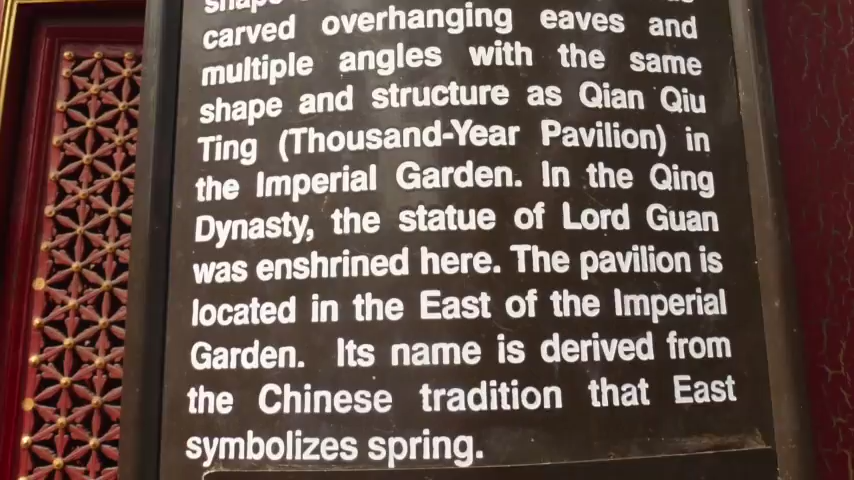 shape
carved overhanging eaves and
multiple angles with the same
shape and structure as Qian Qiu
Ting (Thousand-Year Pavilion) in
the Imperial Garden. In the Qing
Dynasty, the statue of Lord Guan
was enshrined here. The pavilion is
located in the East of the Imperial
Garden. Its name is derived from
the Chinese tradition that East
symbolizes spring.